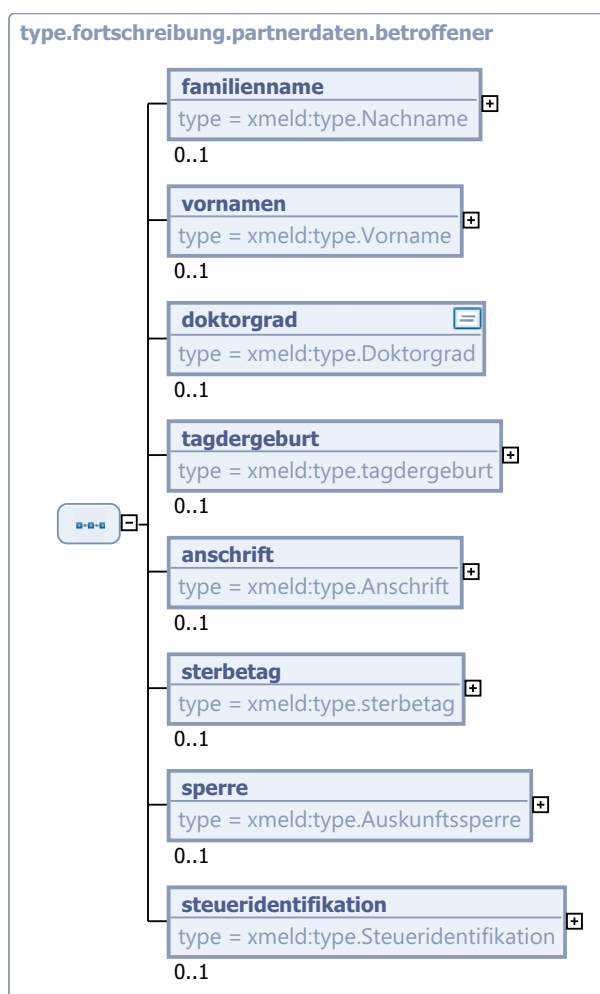 type.fortschreibung.partnerdaten.betroffener
familienname
type = xmeld:type.Nachname
0..1
vornamen
type = xmeld:type.Vorname
0..1
doktorgrad
type = xmeld:type.Doktorgrad
0..1
tagdergeburt
type = xmeld:type.tagdergeburt
0..1
anschrift
type = xmeld:type.Anschrift
0..1
sterbetag
type = xmeld:type.sterbetag
0..1
sperre
type = xmeld:type.Auskunftssperre
0..1
steueridentifikation
type = xmeld:type.Steueridentifikation
0..1